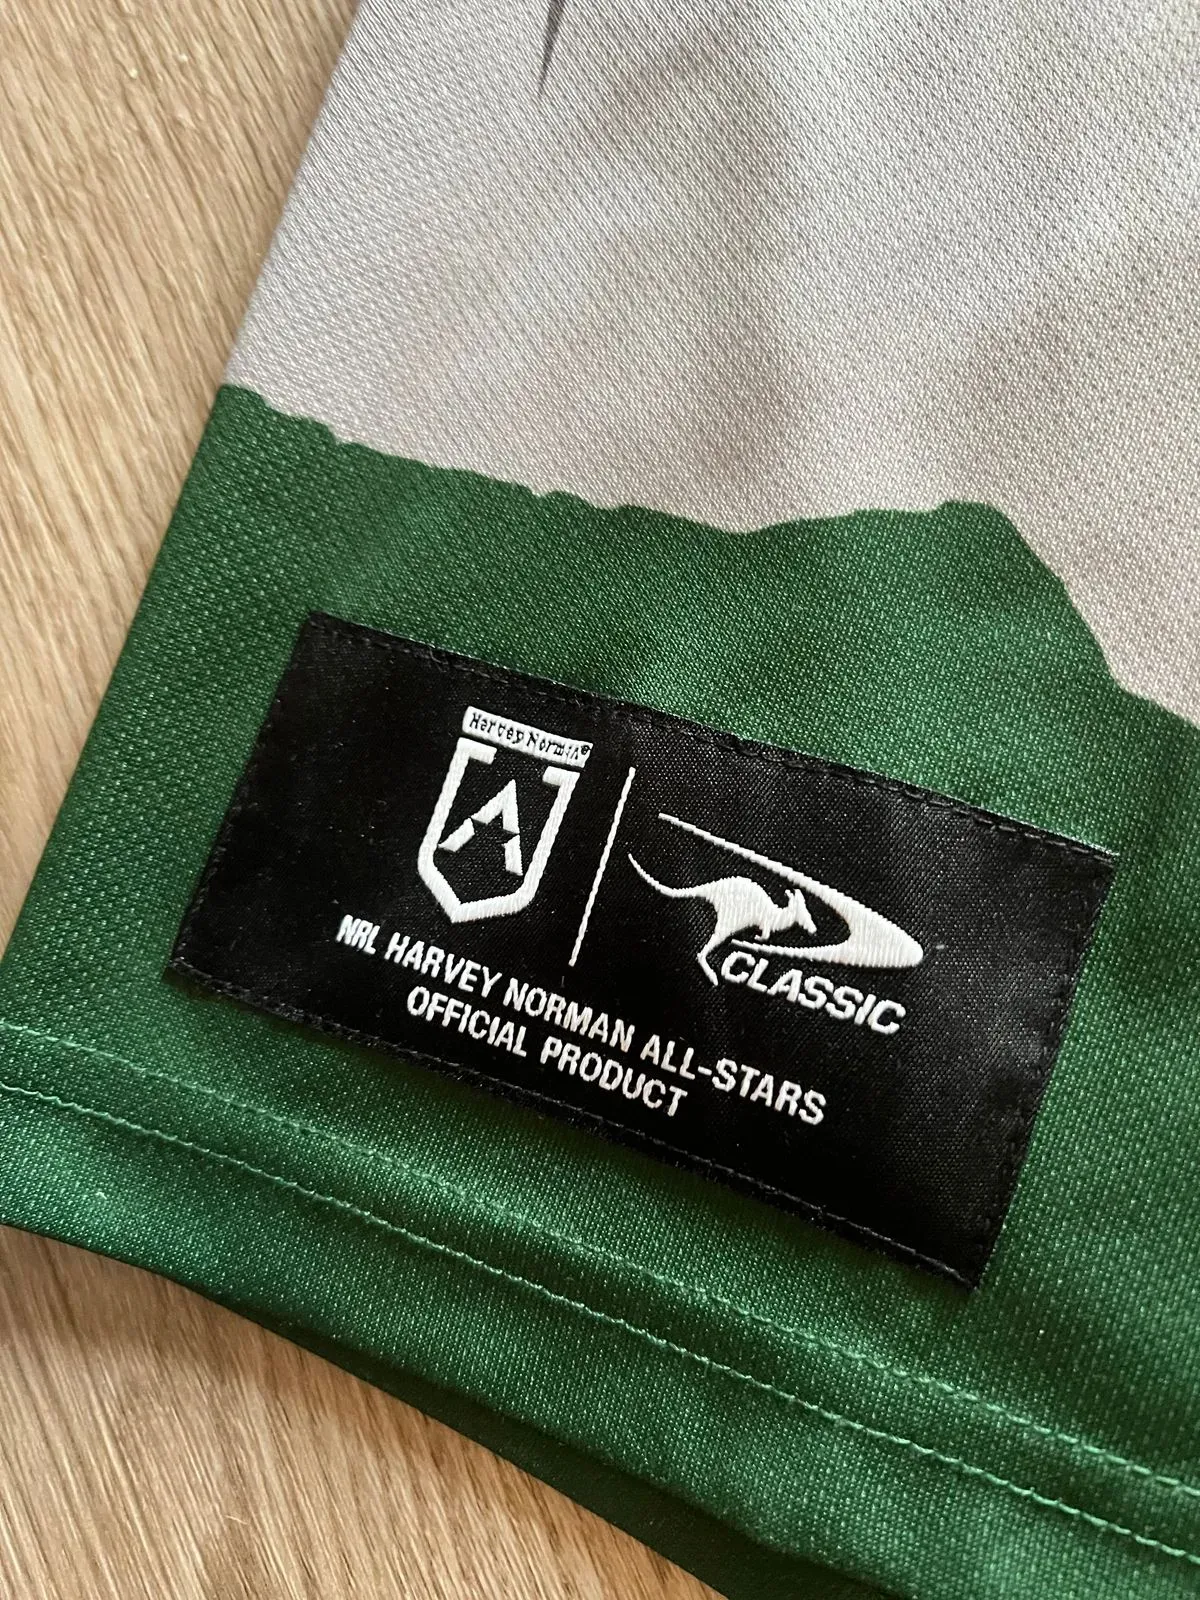 Harvey Norman®
CLASSIC
NRL HARVEY NORMAN ALL-STARS
OFFICIAL PRODUCT